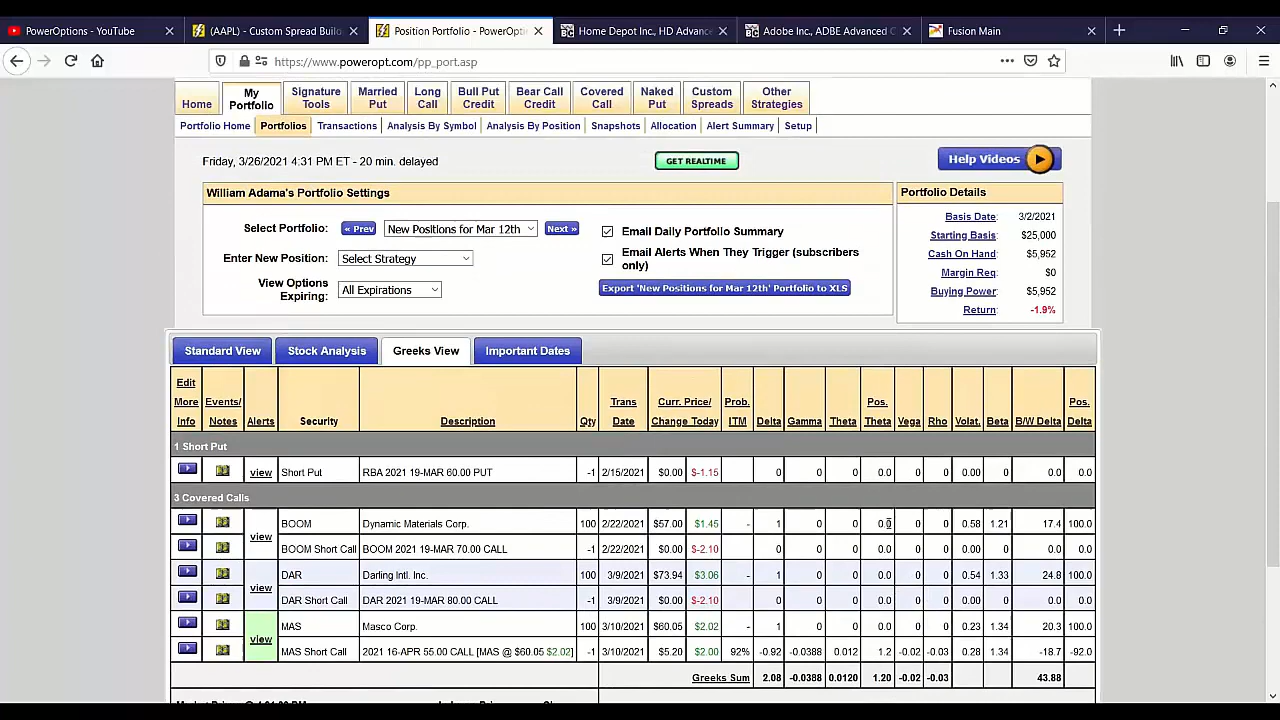 PowerOptions - YouTube
(AAPL) - Custom Spread Buil
Position Portfolio - PowerOpti
Home Depot Inc., HD Advance
Adobe Inc., ADBE Advanced C
Fusion Main
https://www.poweropt.com/pp_port.asp
Home
My Portfolio
Signature Tools
Married Put
Long Call
Bull Put Credit
Bear Call Credit
Covered Call
Naked Put
Custom Spreads
Other Strategies
Portfolio Home Portfolios Transactions Analysis By Symbol Analysis By Position Snapshots Allocation Alert Summary Setup
Friday, 3/26/2021 4:31 PM ET - 20 min. delayed
GET REALTIME
Help Videos
William Adama's Portfolio Settings
Select Portfolio: « Prev New Positions for Mar 12th Next »
Enter New Position: Select Strategy
View Options Expiring: All Expirations
Email Daily Portfolio Summary
Email Alerts When They Trigger (subscribers only)
Export 'New Positions for Mar 12th' Portfolio to XLS
Portfolio Details
Basis Date: 3/2/2021
Starting Basis: $25,000
Cash On Hand: $5,952
Margin Req: $0
Buying Power: $5,952
Return: -1.9%
Standard View Stock Analysis Greeks View Important Dates
Edit More Info Events/ Notes Alerts Security Description Qty Trans Date Curr. Price/ Change Today Prob. ITM Delta Gamma Theta Pos. Theta Vega Rho Volat. Beta B/W Delta Pos. Delta
1 Short Put
view Short Put RBA 2021 19-MAR 60.00 PUT -1 2/15/2021 $0.00 $-1.15 0 0 0 0.0 0 0 0.00 0 0.0 0.0
3 Covered Calls
view
BOOM Dynamic Materials Corp. 100 2/22/2021 $57.00 $1.45 - 1 0 0 0.0 0 0 0.58 1.21 17.4 100.0
BOOM Short Call BOOM 2021 19-MAR 70.00 CALL -1 2/22/2021 $0.00 $-2.10 0 0 0 0.0 0 0 0.00 0 0.0 0.0
view
DAR Darling Intl. Inc. 100 3/9/2021 $73.94 $3.06 - 1 0 0 0.0 0 0 0.54 1.33 24.8 100.0
DAR Short Call DAR 2021 19-MAR 80.00 CALL -1 3/9/2021 $0.00 $-2.10 0 0 0 0.0 0 0 0.00 0 0.0 0.0
view
MAS Masco Corp. 100 3/10/2021 $60.05 $2.02 - 1 0 0 0.0 0 0 0.23 1.34 20.3 100.0
MAS Short Call 2021 16-APR 55.00 CALL [MAS @ $60.05 $2.02] -1 3/10/2021 $5.20 $2.00 92% -0.92 -0.0388 0.012 1.2 -0.02 -0.03 0.28 1.34 -18.7 -92.0
Greeks Sum 2.08 -0.0388 0.0120 1.20 -0.02 -0.03 43.88